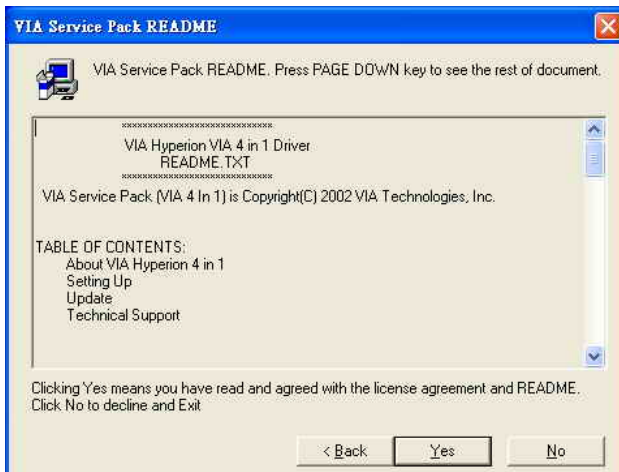 VIA Service Pack README
VIA Service Pack README. Press PAGE DOWN key to see the rest of document.
****************************
VIA Hyperion VIA 4 in 1 Driver
README.TXT
****************************
VIA Service Pack (VIA 4 In 1) is Copyright(C) 2002 VIA Technologies, Inc.
TABLE OF CONTENTS:
About VIA Hyperion 4 in 1
Setting Up
Update
Technical Support
Clicking Yes means you have read and agreed with the license agreement and README.
Click No to decline and Exit
< Back
Yes
No